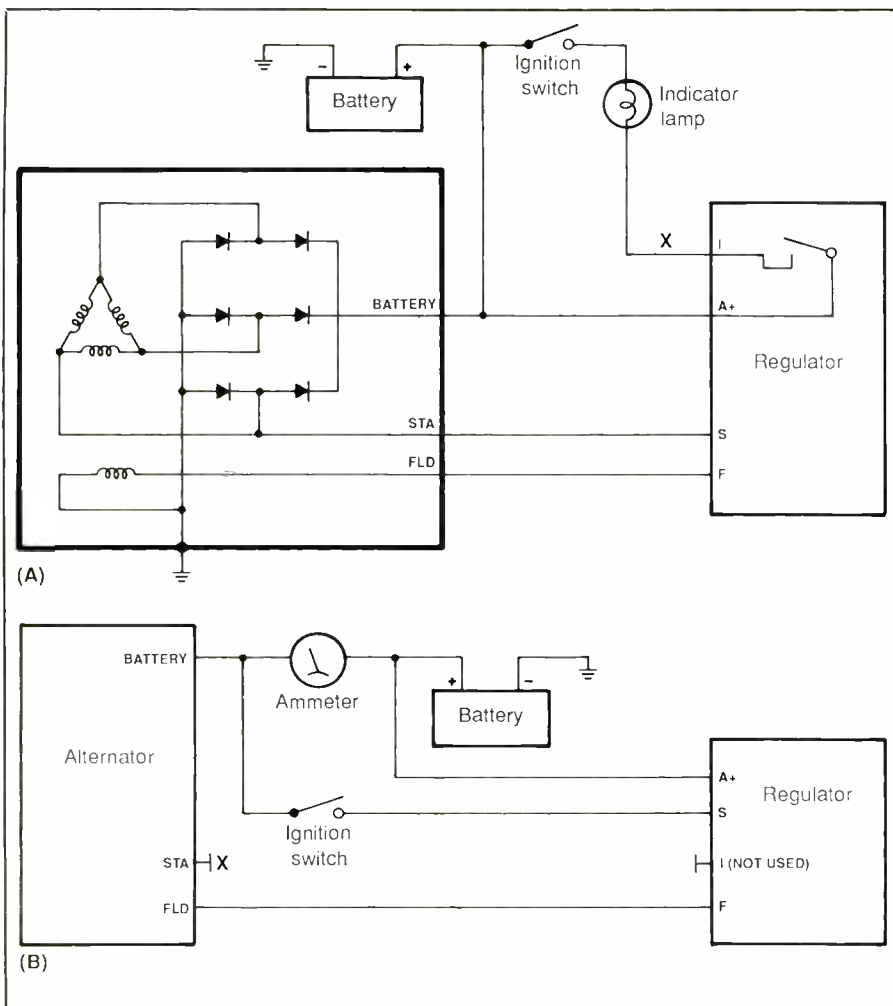 - +
Battery
Ignition
switch
Indicator
lamp
X
I
BATTERY
A+
Regulator
STA
S
FLD
F
(A)
BATTERY
Ammeter
+ -
Battery
Alternator
A+
Regulator
S
Ignition
switch
STA X
I (NOT USED)
FLD
F
(B)